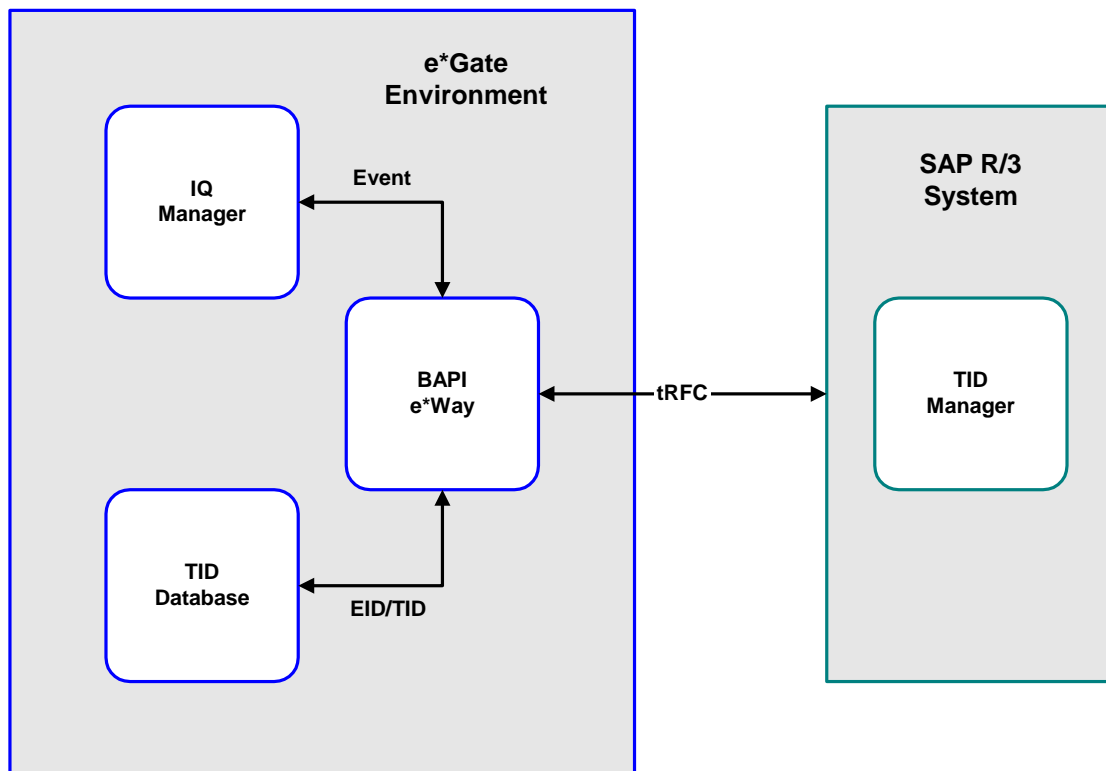 e*Gate
Environment
SAP R/3
System
IQ
Manager
Event
BAPI
e*Way
tRFC
TID
Manager
TID
Database
EID/TID